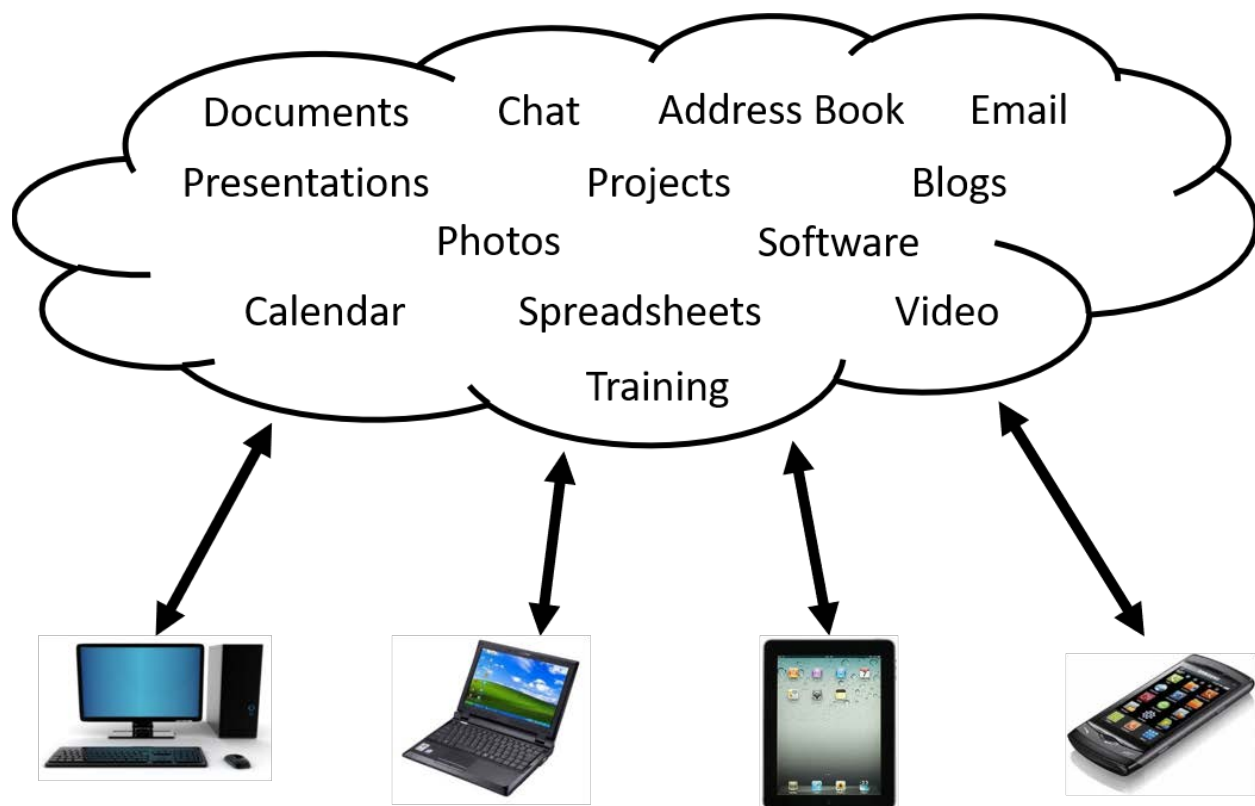 Documents Chat Address Book Email
Presentations Projects Blogs
Photos Software
Calendar Spreadsheets Video
Training